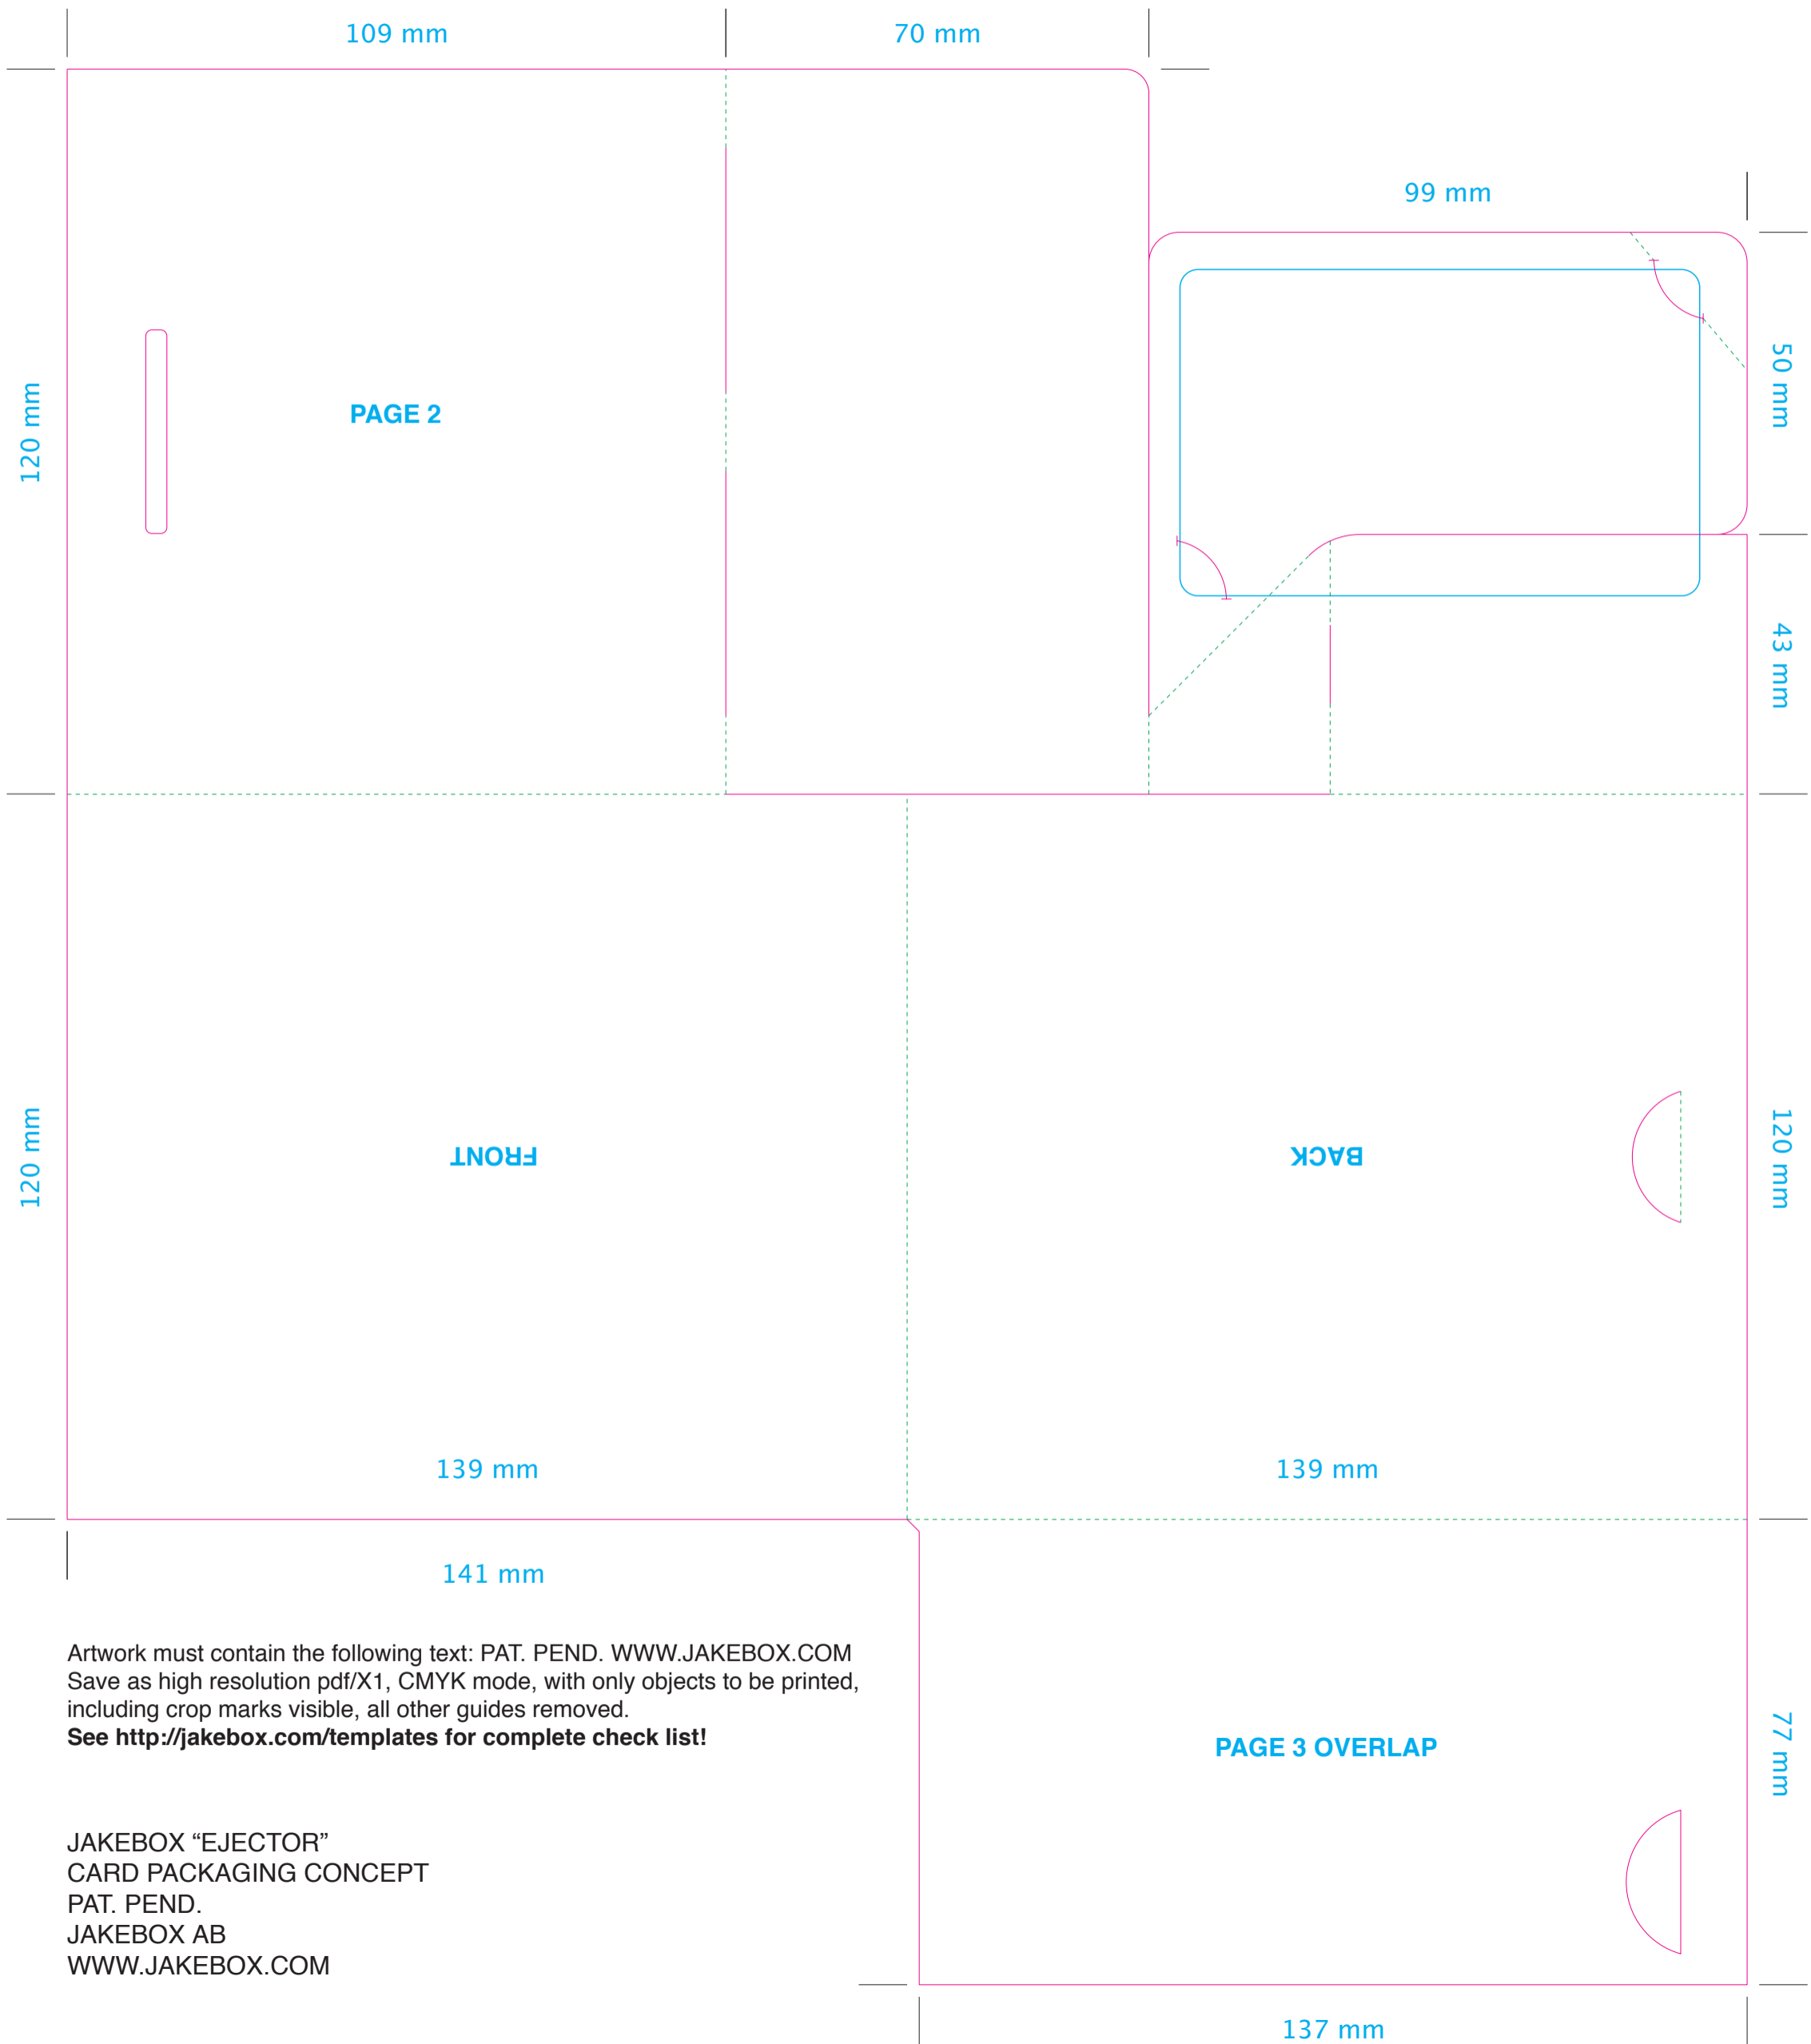 109 mm
70 mm
99 mm
50 mm
120 mm
PAGE 2
43 mm
120 mm
FRONT
BACK
120 mm
139 mm
139 mm
141 mm
Artwork must contain the following text: PAT. PEND. WWW.JAKEBOX.COM
Save as high resolution pdf/X1, CMYK mode, with only objects to be printed,
including crop marks visible, all other guides removed.
See http://jakebox.com/templates for complete check list!
PAGE 3 OVERLAP
77 mm
JAKEBOX “EJECTOR”
CARD PACKAGING CONCEPT
PAT. PEND.
JAKEBOX AB
WWW.JAKEBOX.COM
137 mm